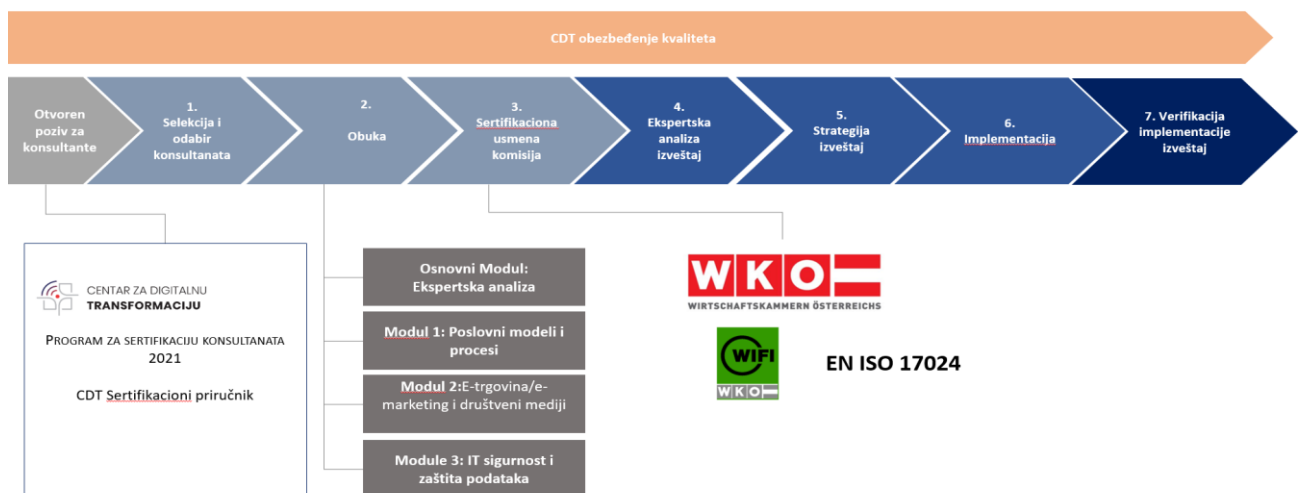 CDT obezbeđenje kvaliteta
Otvoren
poziv za
konsultante
1.
Selekcija i
odabir
konsultanata
2.
Obuka
3.
Sertifikaciona
usmena
komisija
4.
Ekspertska
analiza
izveštaj
5.
Strategija
izveštaj
6.
Implementacija
7. Verifikacija
implementacije
izveštaj
CENTAR ZA DIGITALNU
TRANSFORMACIJU
PROGRAM ZA SERTIFIKACIJU KONSULTANATA
2021
CDT Sertifikacioni priručnik
Osnovni Modul:
Ekspertska analiza
Modul 1: Poslovni modeli i
procesi
Modul 2:E-trgovina/e-
marketing i društveni mediji
Module 3: IT sigurnost i
zaštita podataka
WKO
WIRTSCHAFTSKAMMERN ÖSTERREICHS
WIFI
WKO
EN ISO 17024